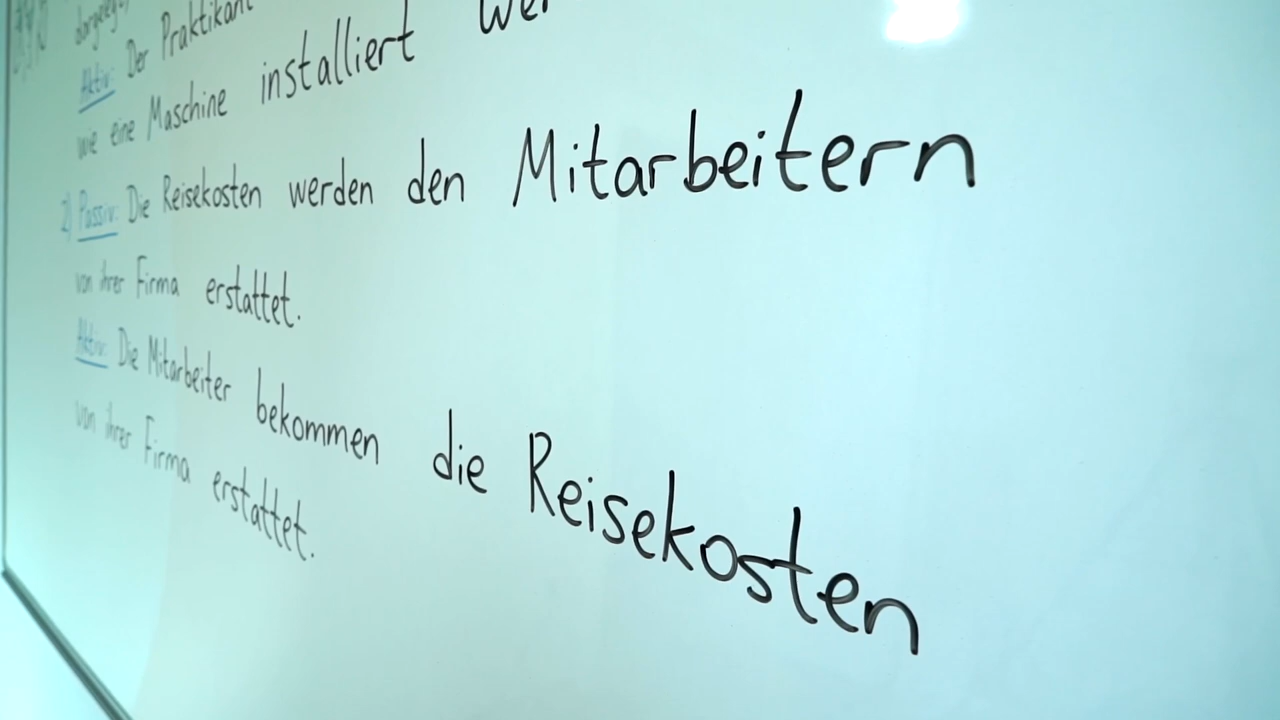 Aktiv: Der Praktikant
wie eine Maschine installiert
2) Passiv: Die Reisekosten werden den Mitarbeitern
von ihrer Firma erstattet.
Aktiv: Die Mitarbeiter bekommen die Reisekosten
von ihrer Firma erstattet.